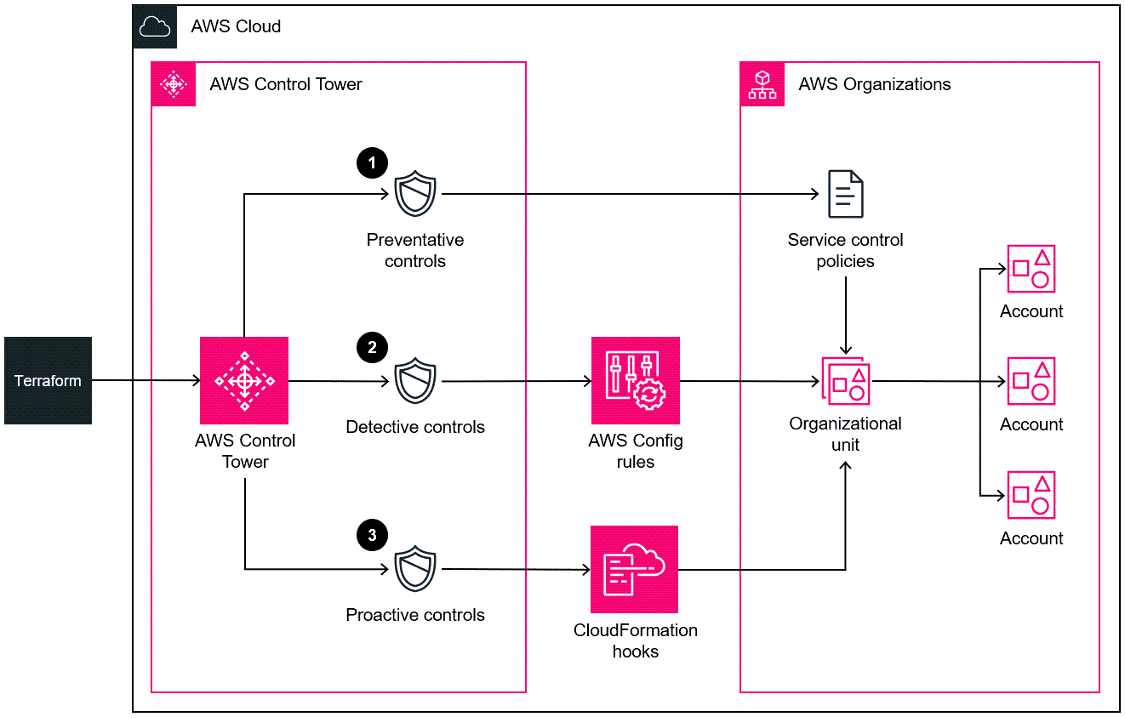 AWS Cloud
AWS Control Tower
AWS Organizations
1
Preventative
controls
Service control
policies
Account
Terraform
AWS Control
Tower
2
Detective controls
AWS Config
rules
Organizational
unit
Account
3
Proactive controls
CloudFormation
hooks
Account